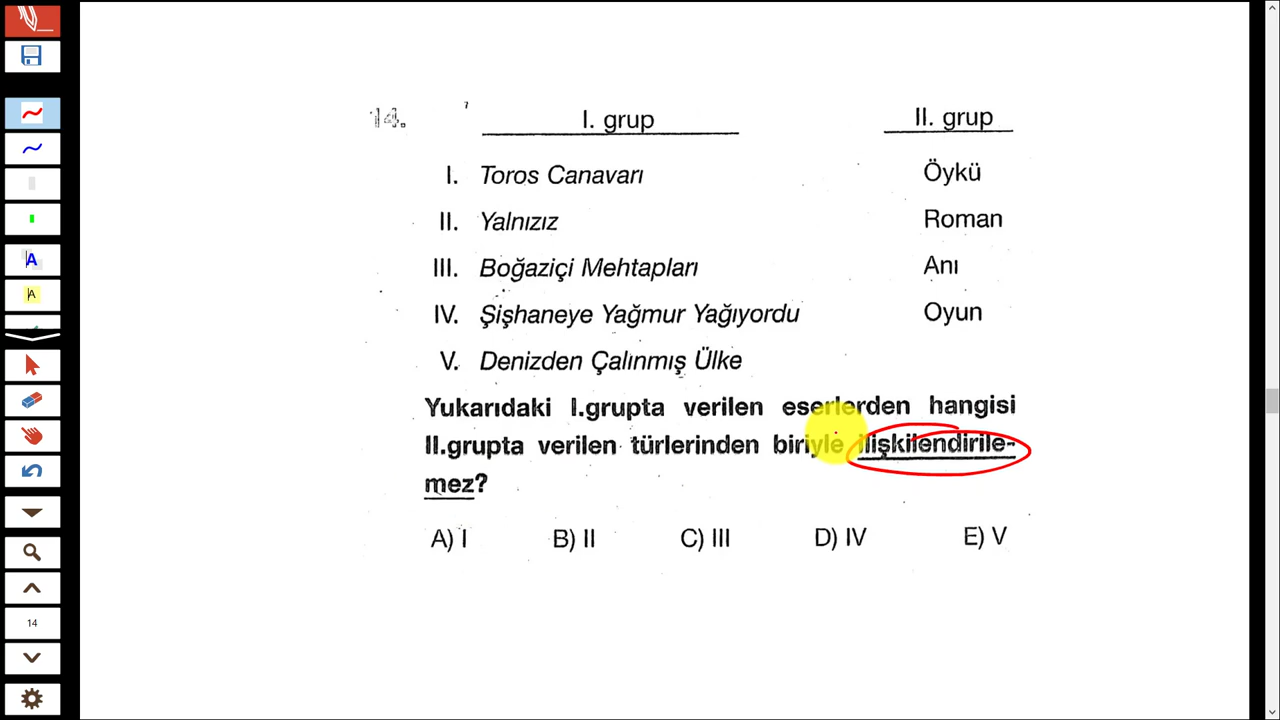 14. I. grup II. grup
I. Toros Canavarı Öykü
II. Yalnızız Roman
III. Boğaziçi Mehtapları Anı
IV. Şişhaneye Yağmur Yağıyordu Oyun
V. Denizden Çalınmış Ülke
Yukarıdaki I.grupta verilen eserlerden hangisi
II.grupta verilen türlerinden biriyle ilişkilendirile-
mez?
A) I B) II C) III D) IV E) V
A
A
14